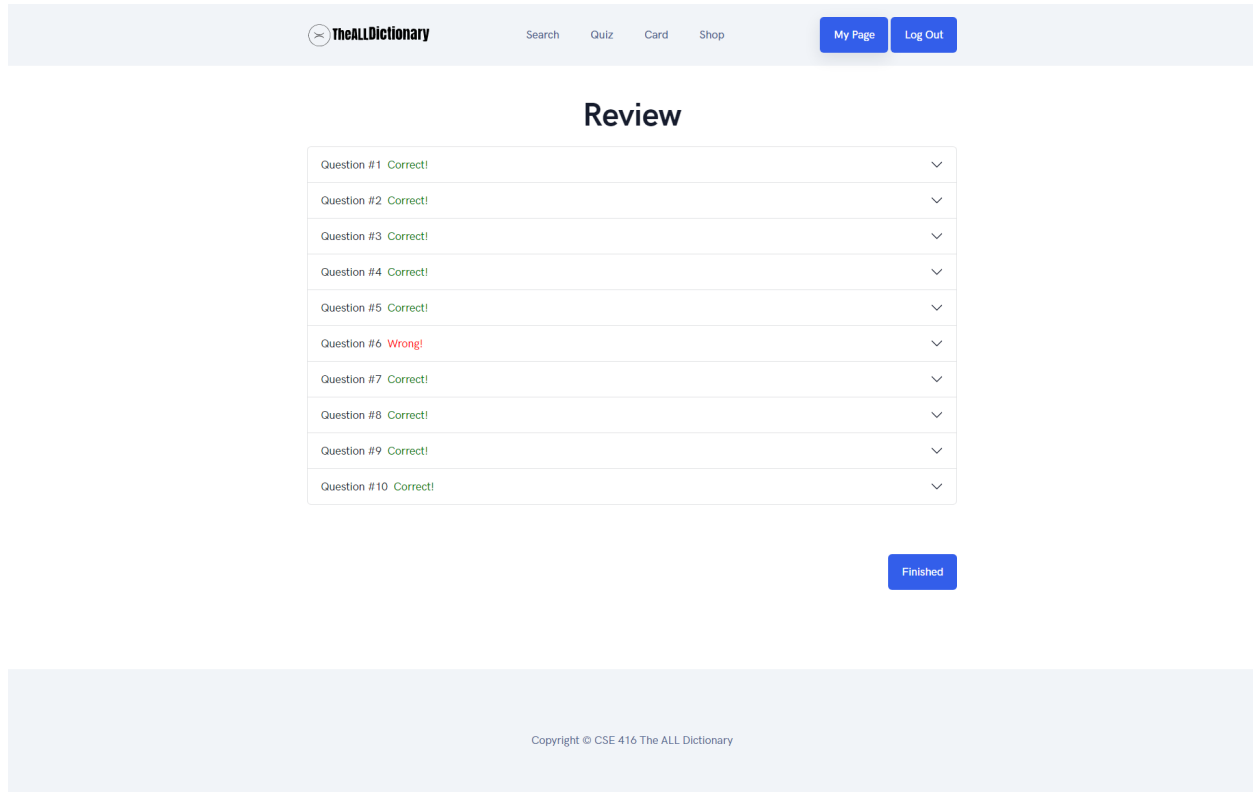 TheALLDictionary Search Quiz Card Shop My Page Log Out
Review
Question #1 Correct!
Question #2 Correct!
Question #3 Correct!
Question #4 Correct!
Question #5 Correct!
Question #6 Wrong!
Question #7 Correct!
Question #8 Correct!
Question #9 Correct!
Question #10 Correct!
Finished
Copyright © CSE 416 The ALL Dictionary